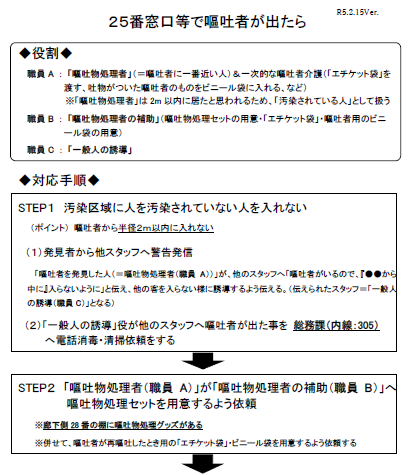 R5.2.15Ver.
25番窓口等で嘔吐者が出たら
◆役割◆
職員A:「嘔吐物処理者」(=嘔吐者に一番近い人)&一次的な嘔吐者介護(「エチケット袋」を
渡す、吐物がついた嘔吐者のものをビニール袋に入れる、など)
※「嘔吐物処理者」は2m以内に居たと思われるため、「汚染されている人」として扱う
職員B:「嘔吐物処理者の補助」(嘔吐物処理セットの用意・「エチケット袋」・嘔吐者用のビニ
ール袋の用意)
職員C:「一般人の誘導」
◆対応手順◆
STEP1 汚染区域に人を汚染されていない人を入れない
(ポイント) 嘔吐者から半径2m以内に入れない
(1)発見者から他スタッフへ警告発信
「嘔吐者を発見した人(=嘔吐物処理者(職員A))」が、他のスタッフへ「嘔吐者がいるので、『●●から
中に』入らないように」と伝え、他の客を入らない様に誘導するよう伝える。(伝えられたスタッフ=「一般人
の誘導(職員C)」となる)
(2)「一般人の誘導」役が他のスタッフへ嘔吐者が出た事を 総務課(内線:305)
へ電話消毒・清掃依頼をする
STEP2 「嘔吐物処理者(職員 A)」が「嘔吐物処理者の補助(職員 B)」へ
嘔吐物処理セットを用意するよう依頼
※廊下側28番の棚に嘔吐物処理グッズがある
※併せて、嘔吐者が再嘔吐したとき用の「エチケット袋」・ビニール袋を用意するよう依頼する